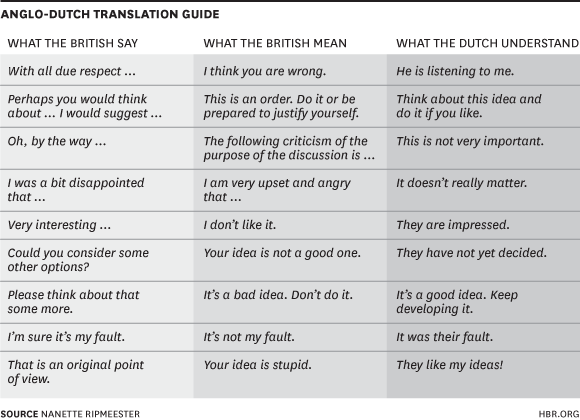 ANGLO-DUTCH TRANSLATION GUIDE
WHAT THE BRITISH SAY WHAT THE BRITISH MEAN WHAT THE DUTCH UNDERSTAND
With all due respect … I think you are wrong. He is listening to me.
Perhaps you would think This is an order. Do it or be Think about this idea and
about … I would suggest … prepared to justify yourself. do it if you like.
Oh, by the way … The following criticism of the This is not very important.
purpose of the discussion is …
I was a bit disappointed I am very upset and angry It doesn’t really matter.
that … that …
Very interesting … I don’t like it. They are impressed.
Could you consider some Your idea is not a good one. They have not yet decided.
other options?
Please think about that It’s a bad idea. Don’t do it. It’s a good idea. Keep
some more. developing it.
I’m sure it’s my fault. It’s not my fault. It was their fault.
That is an original point Your idea is stupid. They like my ideas!
of view.
SOURCE NANETTE RIPMEESTER HBR.ORG